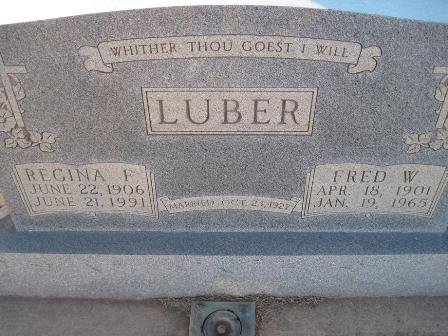 WHITHER THOU GOEST I WILL
LUBER
REGINA F
JUNE 22, 1906
JUNE 21, 1991
MARRIED OCT. 23, 1927
FRED W.
APR. 18, 1901
JAN. 19, 1965